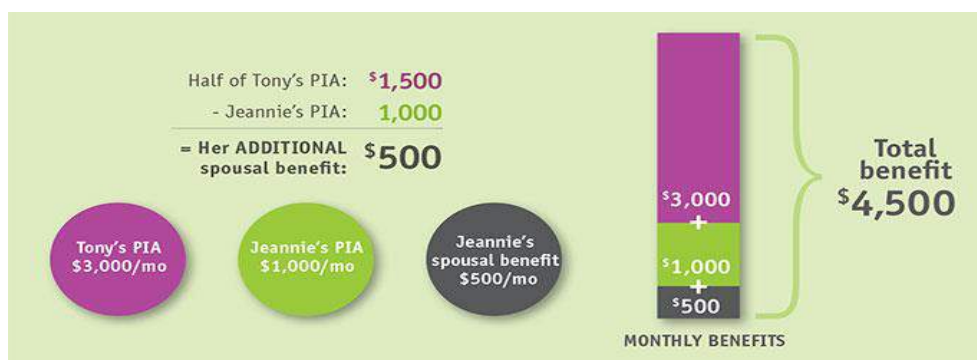 Half of Tony's PIA: $1,500
- Jeannie's PIA: 1,000
= Her ADDITIONAL
spousal benefit: $500
Tony's PIA
$3,000/mo
Jeannie's PIA
$1,000/mo
Jeannie's
spousal benefit
$500/mo
$3,000
+
$1,000
+
$500
MONTHLY BENEFITS
Total
benefit
$4,500